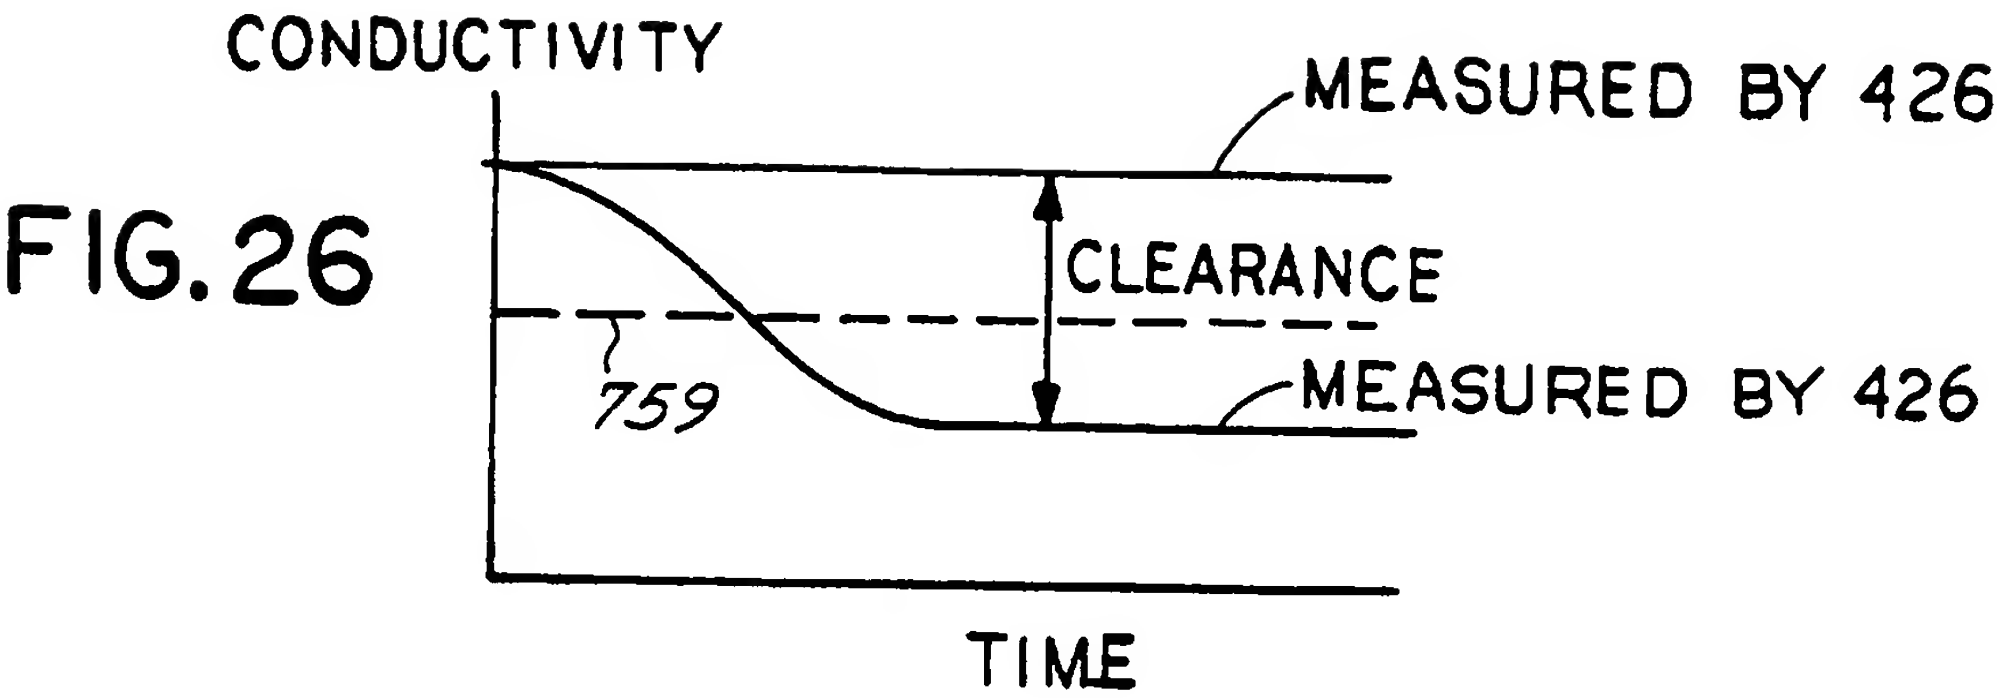 CONDUCTIVITY
MEASURED BY 426
FIG. 26
CLEARANCE
759
MEASURED BY 426
TIME